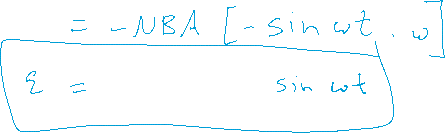 = -NBA [-sin ωt . ω]
ε = sin ωt